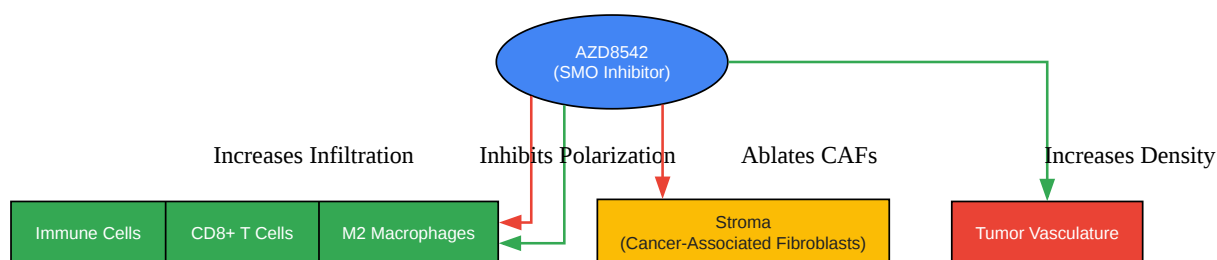 AZD8542
(SMO Inhibitor)
Increases Infiltration
Inhibits Polarization
Ablates CAFs
Increases Density
Immune Cells
CD8+ T Cells
M2 Macrophages
Stroma
(Cancer-Associated Fibroblasts)
Tumor Vasculature